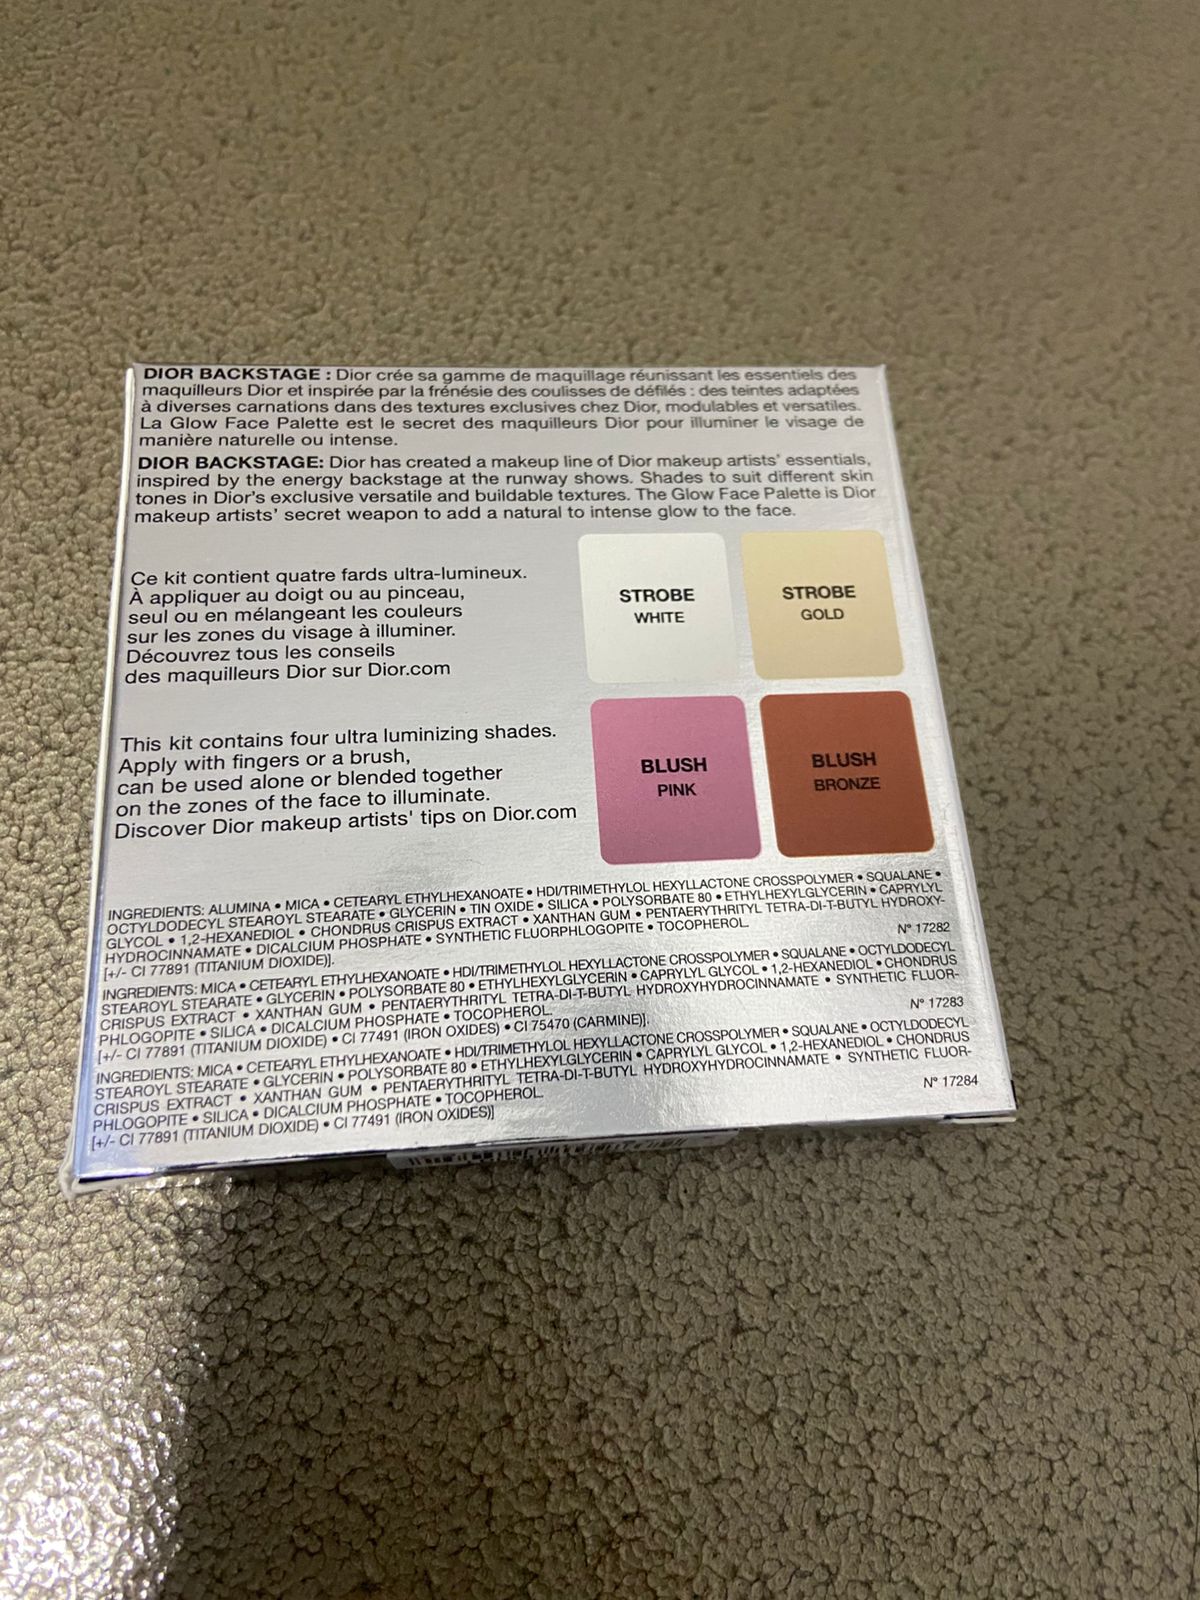 DIOR BACKSTAGE : Dior crée sa gamme de maquillage réunissant les essentiels des
maquilleurs Dior et inspirée par la frénésie des coulisses de défilés : des teintes adaptées
à diverses carnations dans des textures exclusives chez Dior, modulables et versatiles.
La Glow Face Palette est le secret des maquilleurs Dior pour illuminer le visage de
manière naturelle ou intense.
DIOR BACKSTAGE: Dior has created a makeup line of Dior makeup artists' essentials,
inspired by the energy backstage at the runway shows. Shades to suit different skin
tones in Dior's exclusive versatile and buildable textures. The Glow Face Palette is Dior
makeup artists' secret weapon to add a natural to intense glow to the face.
Ce kit contient quatre fards ultra-lumineux.
À appliquer au doigt ou au pinceau,
seul ou en mélangeant les couleurs
sur les zones du visage à illuminer.
Découvrez tous les conseils
des maquilleurs Dior sur Dior.com
STROBE
WHITE
STROBE
GOLD
This kit contains four ultra luminizing shades.
Apply with fingers or a brush,
can be used alone or blended together
on the zones of the face to illuminate.
Discover Dior makeup artists' tips on Dior.com
BLUSH
PINK
BLUSH
BRONZE
INGREDIENTS: ALUMINA • MICA • CETEARYL ETHYLHEXANOATE • HDI/TRIMETHYLOL HEXYLLACTONE CROSSPOLYMER • SQUALANE •
OCTYLDODECYL STEAROYL STEARATE • GLYCERIN • TIN OXIDE • SILICA • POLYSORBATE 80 • ETHYLHEXYLGLYCERIN • CAPRYLYL
GLYCOL • 1,2-HEXANEDIOL • CHONDRUS CRISPUS EXTRACT • XANTHAN GUM • PENTAERYTHRITYL TETRA-DI-T-BUTYL HYDROXY-
HYDROCINNAMATE • DICALCIUM PHOSPHATE • SYNTHETIC FLUORPHLOGOPITE • TOCOPHEROL.
[+/- CI 77891 (TITANIUM DIOXIDE)]. N° 17282
INGREDIENTS: MICA • CETEARYL ETHYLHEXANOATE • HDI/TRIMETHYLOL HEXYLLACTONE CROSSPOLYMER • SQUALANE • OCTYLDODECYL
STEAROYL STEARATE • GLYCERIN • POLYSORBATE 80 • ETHYLHEXYLGLYCERIN • CAPRYLYL GLYCOL • 1,2-HEXANEDIOL • CHONDRUS
CRISPUS EXTRACT • XANTHAN GUM • PENTAERYTHRITYL TETRA-DI-T-BUTYL HYDROXYHYDROCINNAMATE • SYNTHETIC FLUOR-
PHLOGOPITE • SILICA • DICALCIUM PHOSPHATE • TOCOPHEROL.
[+/- CI 77891 (TITANIUM DIOXIDE) • CI 77491 (IRON OXIDES) • CI 75470 (CARMINE)]. N° 17283
INGREDIENTS: MICA • CETEARYL ETHYLHEXANOATE • HDI/TRIMETHYLOL HEXYLLACTONE CROSSPOLYMER • SQUALANE • OCTYLDODECYL
STEAROYL STEARATE • GLYCERIN • POLYSORBATE 80 • ETHYLHEXYLGLYCERIN • CAPRYLYL GLYCOL • 1,2-HEXANEDIOL • CHONDRUS
CRISPUS EXTRACT • XANTHAN GUM • PENTAERYTHRITYL TETRA-DI-T-BUTYL HYDROXYHYDROCINNAMATE • SYNTHETIC FLUOR-
PHLOGOPITE • SILICA • DICALCIUM PHOSPHATE • TOCOPHEROL.
[+/- CI 77891 (TITANIUM DIOXIDE) • CI 77491 (IRON OXIDES)] N° 17284